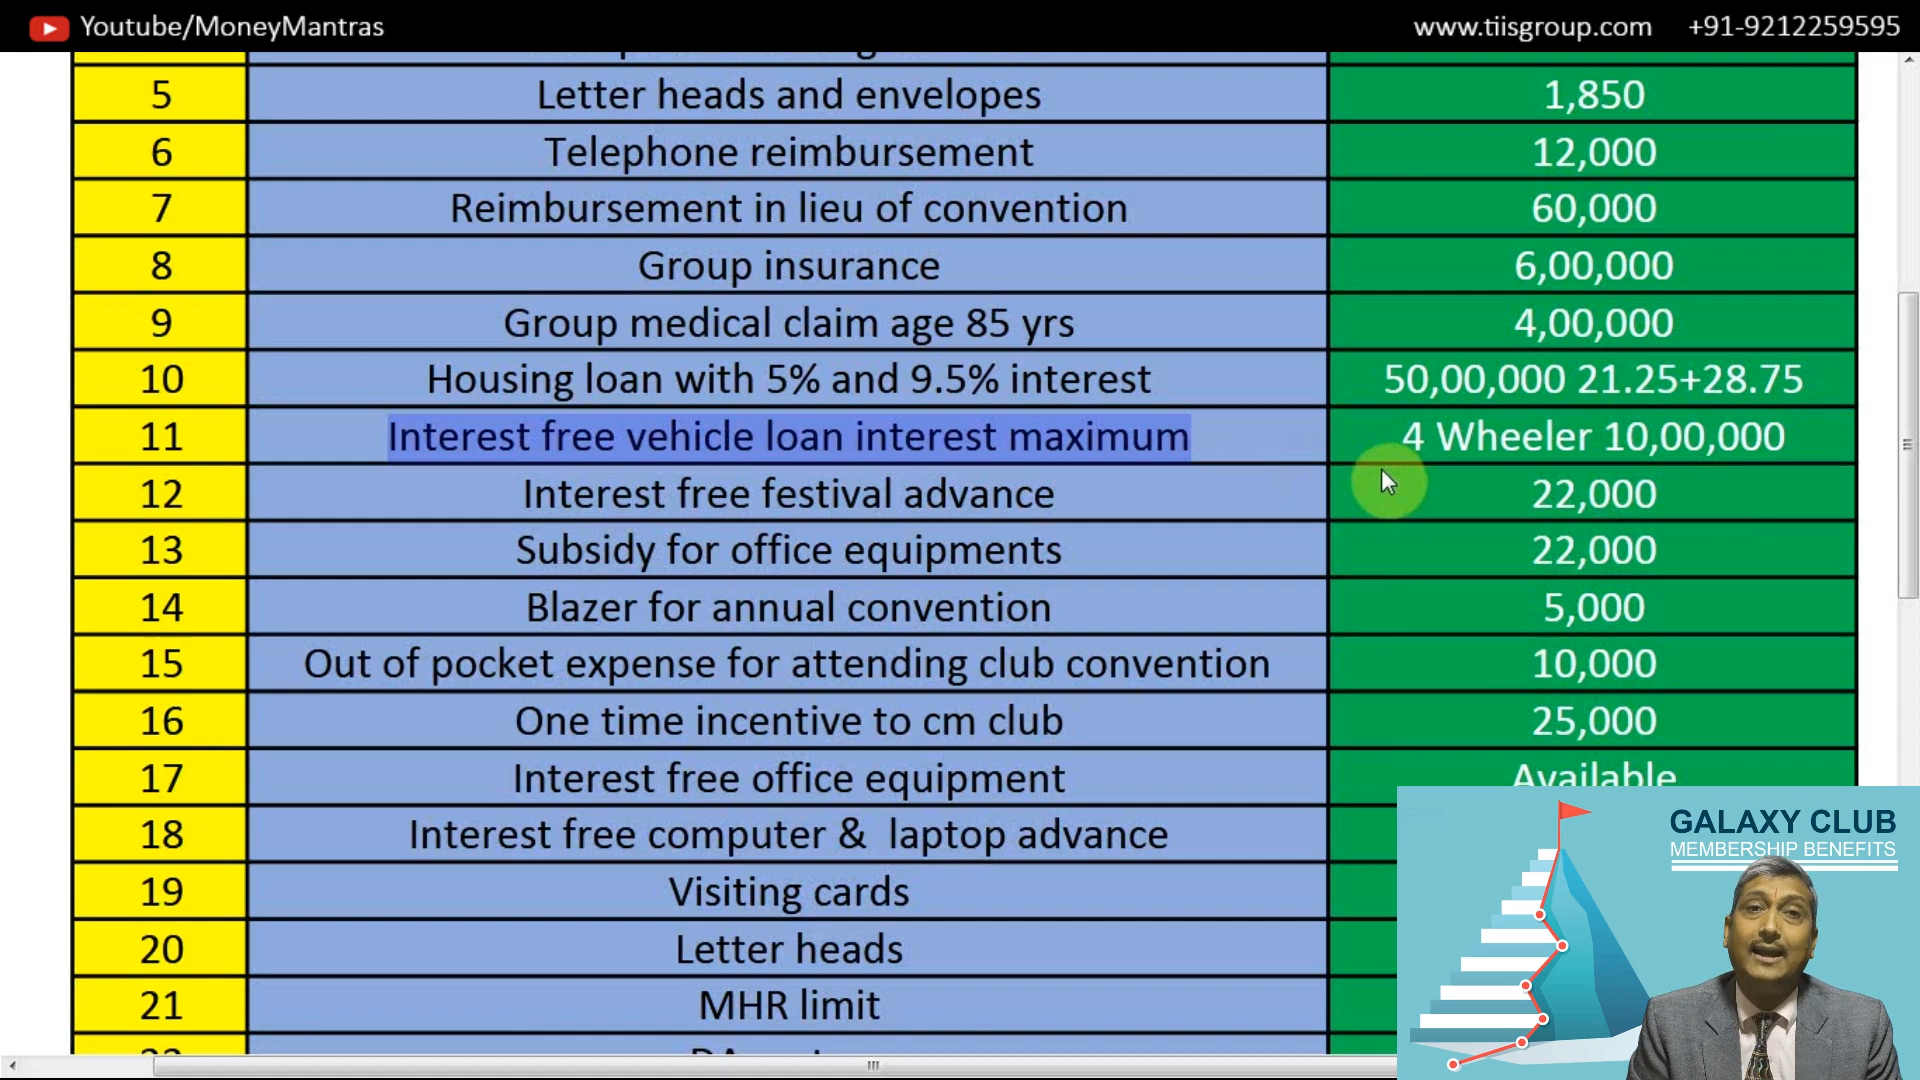 Youtube/MoneyMantras www.tiisgroup.com +91-9212259595
5 Letter heads and envelopes 1,850
6 Telephone reimbursement 12,000
7 Reimbursement in lieu of convention 60,000
8 Group insurance 6,00,000
9 Group medical claim age 85 yrs 4,00,000
10 Housing loan with 5% and 9.5% interest 50,00,000 21.25+28.75
11 Interest free vehicle loan interest maximum 4 Wheeler 10,00,000
12 Interest free festival advance 22,000
13 Subsidy for office equipments 22,000
14 Blazer for annual convention 5,000
15 Out of pocket expense for attending club convention 10,000
16 One time incentive to cm club 25,000
17 Interest free office equipment Available
18 Interest free computer & laptop advance
19 Visiting cards
20 Letter heads
21 MHR limit
GALAXY CLUB
MEMBERSHIP BENEFITS